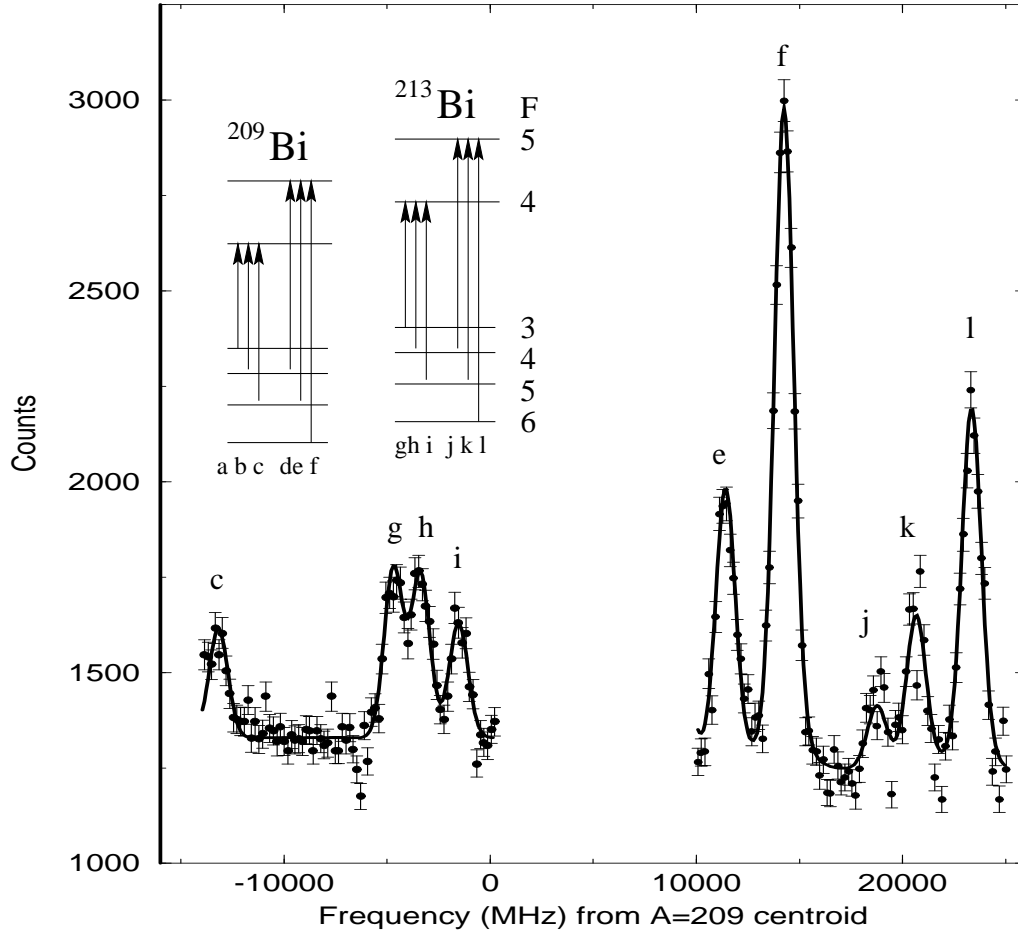 f
3000
213Bi
F
5
209Bi
4
2500
3
4
5
6
l
a b c de f
gh i j k l
Counts
2000
e
c
g h
i
k
j
1500
1000
-10000 0 10000 20000
Frequency (MHz) from A=209 centroid